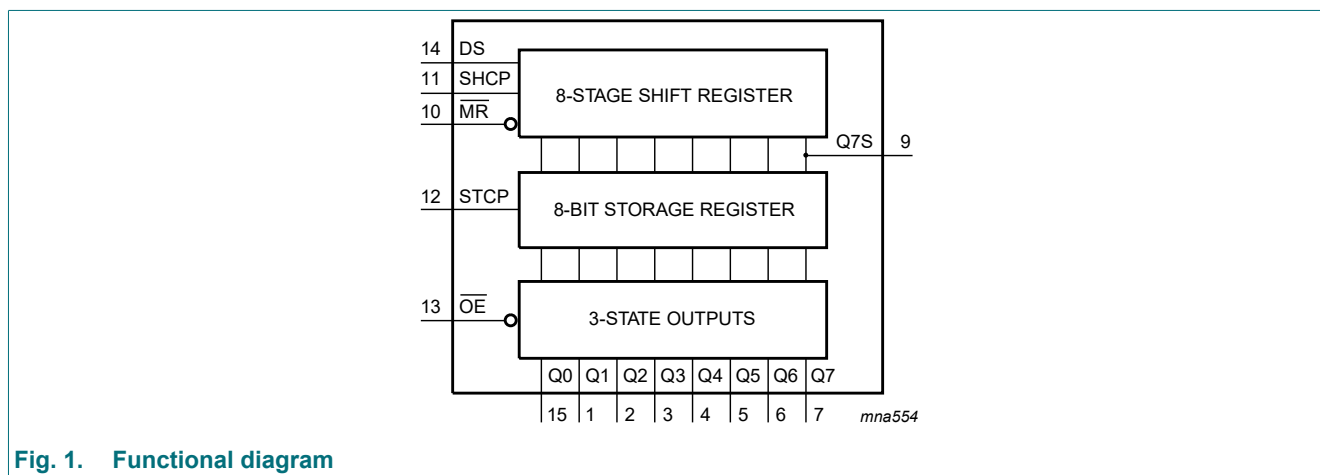 14 DS
11 SHCP
10 M̅R̅
8-STAGE SHIFT REGISTER
Q7S 9
12 STCP
8-BIT STORAGE REGISTER
13 O̅E̅
3-STATE OUTPUTS
Q0 Q1 Q2 Q3 Q4 Q5 Q6 Q7
15 1 2 3 4 5 6 7
mna554
Fig. 1. Functional diagram